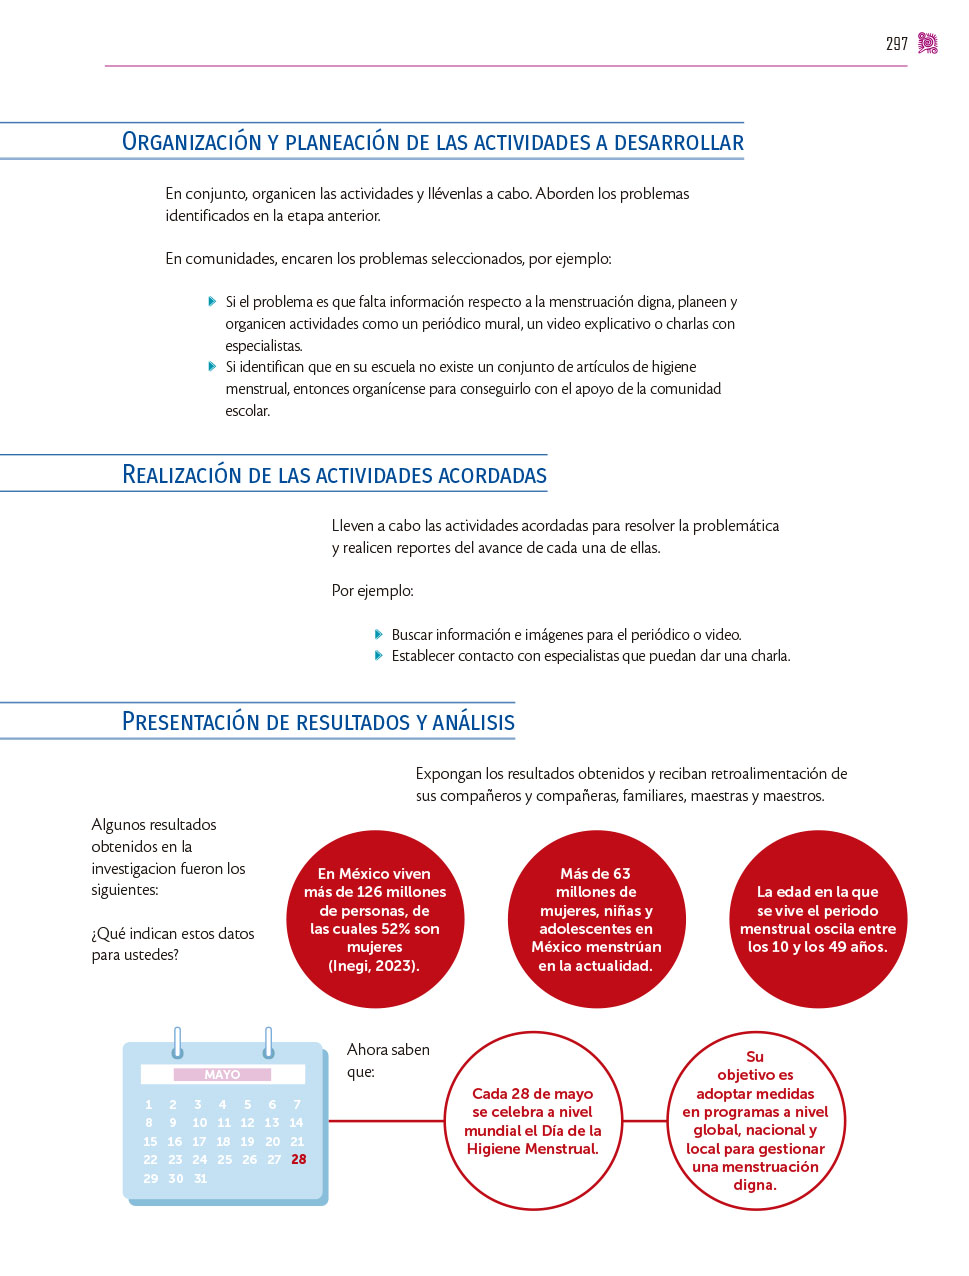 297
Organización y planeación de las actividades a desarrollar
En conjunto, organicen las actividades y llévenlas a cabo. Aborden los problemas
identificados en la etapa anterior.
En comunidades, encaren los problemas seleccionados, por ejemplo:
Si el problema es que falta información respecto a la menstruación digna, planeen y
organicen actividades como un periódico mural, un video explicativo o charlas con
especialistas.
Si identifican que en su escuela no existe un conjunto de artículos de higiene
menstrual, entonces organícense para conseguirlo con el apoyo de la comunidad
escolar.
Realización de las actividades acordadas
Lleven a cabo las actividades acordadas para resolver la problemática
y realicen reportes del avance de cada una de ellas.
Por ejemplo:
Buscar información e imágenes para el periódico o video.
Establecer contacto con especialistas que puedan dar una charla.
Presentación de resultados y análisis
Expongan los resultados obtenidos y reciban retroalimentación de
sus compañeros y compañeras, familiares, maestras y maestros.
Algunos resultados
obtenidos en la
investigacion fueron los
siguientes:
¿Qué indican estos datos
para ustedes?
En México viven
más de 126 millones
de personas, de
las cuales 52% son
mujeres
(Inegi, 2023).
Más de 63
millones de
mujeres, niñas y
adolescentes en
México menstrúan
en la actualidad.
La edad en la que
se vive el periodo
menstrual oscila entre
los 10 y los 49 años.
MAYO
1 2 3 4 5 6 7
8 9 10 11 12 13 14
15 16 17 18 19 20 21
22 23 24 25 26 27 28
29 30 31
Ahora saben
que:
Cada 28 de mayo
se celebra a nivel
mundial el Día de la
Higiene Menstrual.
Su
objetivo es
adoptar medidas
en programas a nivel
global, nacional y
local para gestionar
una menstruación
digna.